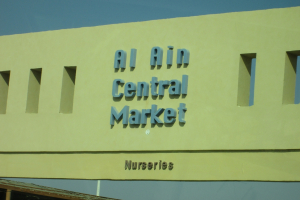 Al Ain
Central
Market
Nurseries